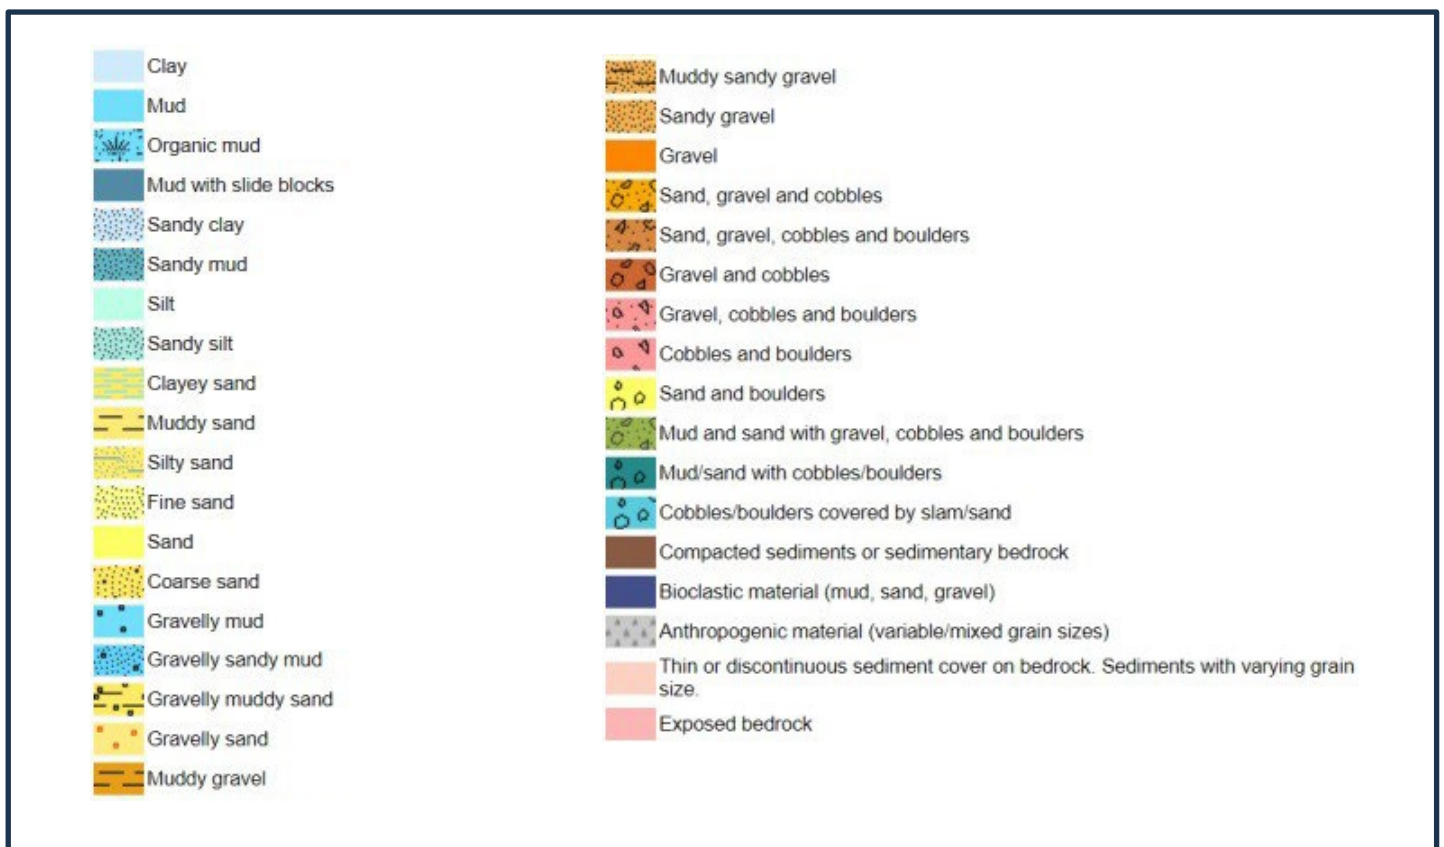 Clay
Mud
Organic mud
Mud with slide blocks
Sandy clay
Sandy mud
Silt
Sandy silt
Clayey sand
Muddy sand
Silty sand
Fine sand
Sand
Coarse sand
Gravelly mud
Gravelly sandy mud
Gravelly muddy sand
Gravelly sand
Muddy gravel
Muddy sandy gravel
Sandy gravel
Gravel
Sand, gravel and cobbles
Sand, gravel, cobbles and boulders
Gravel and cobbles
Gravel, cobbles and boulders
Cobbles and boulders
Sand and boulders
Mud and sand with gravel, cobbles and boulders
Mud/sand with cobbles/boulders
Cobbles/boulders covered by slam/sand
Compacted sediments or sedimentary bedrock
Bioclastic material (mud, sand, gravel)
Anthropogenic material (variable/mixed grain sizes)
Thin or discontinuous sediment cover on bedrock. Sediments with varying grain
size.
Exposed bedrock